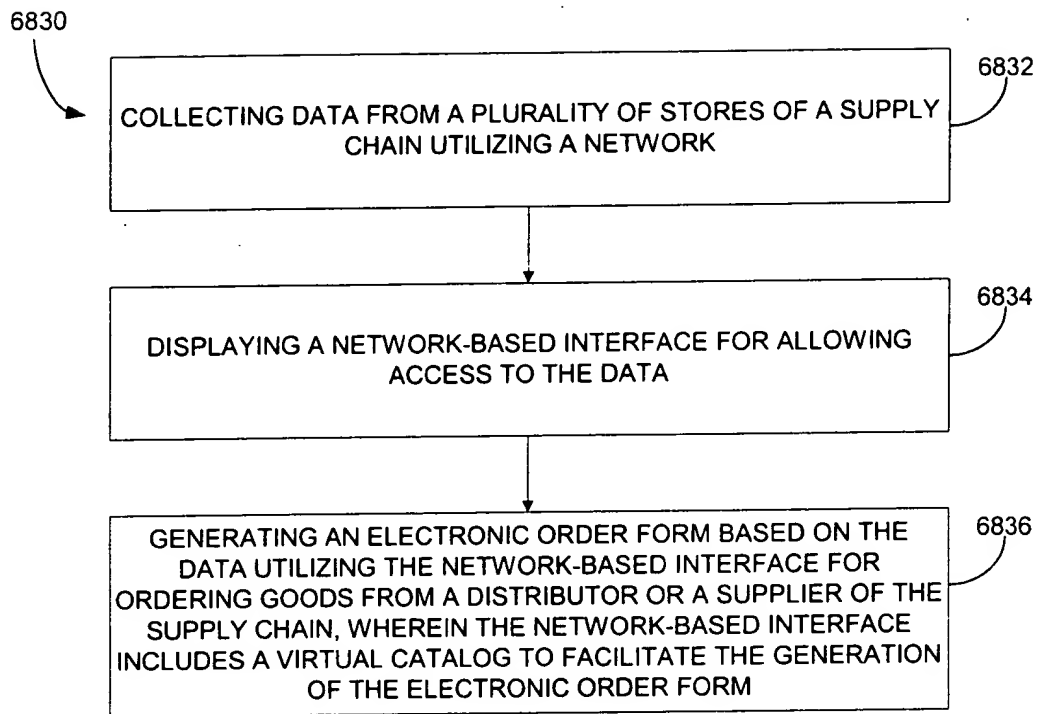 6830
6832
COLLECTING DATA FROM A PLURALITY OF STORES OF A SUPPLY
CHAIN UTILIZING A NETWORK
6834
DISPLAYING A NETWORK-BASED INTERFACE FOR ALLOWING
ACCESS TO THE DATA
6836
GENERATING AN ELECTRONIC ORDER FORM BASED ON THE
DATA UTILIZING THE NETWORK-BASED INTERFACE FOR
ORDERING GOODS FROM A DISTRIBUTOR OR A SUPPLIER OF THE
SUPPLY CHAIN, WHEREIN THE NETWORK-BASED INTERFACE
INCLUDES A VIRTUAL CATALOG TO FACILITATE THE GENERATION
OF THE ELECTRONIC ORDER FORM